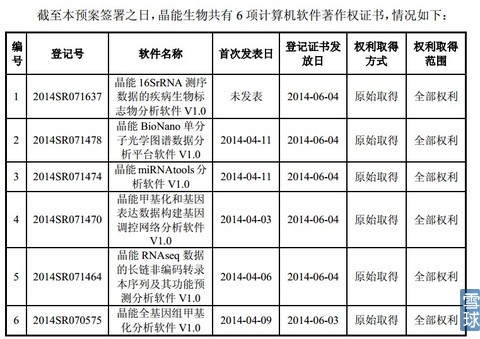 截至本预案签署之日，晶能生物共有 6 项计算机软件著作权证书，情况如下：
编号 登记号 软件名称 首次发表日 登记证书发放日 权利取得方式 权利取得范围
1 2014SR071637 晶能 16SrRNA 测序数据的疾病生物标志物分析软件 V1.0 未发表 2014-06-04 原始取得 全部权利
2 2014SR071478 晶能 BioNano 单分子光学图谱数据分析平台软件 V1.0 2014-04-11 2014-06-04 原始取得 全部权利
3 2014SR071474 晶能 miRNAtools 分析软件 V1.0 2014-04-11 2014-06-04 原始取得 全部权利
4 2014SR071470 晶能甲基化和基因表达数据构建基因调控网络分析软件 V1.0 2014-04-03 2014-06-04 原始取得 全部权利
5 2014SR071464 晶能 RNAseq 数据的长链非编码转录本序列及其功能预测分析软件 V1.0 2014-04-06 2014-06-04 原始取得 全部权利
6 2014SR070575 晶能全基因组甲基化分析软件 V1.0 2014-04-09 2014-06-03 原始取得 全部权利
雪球